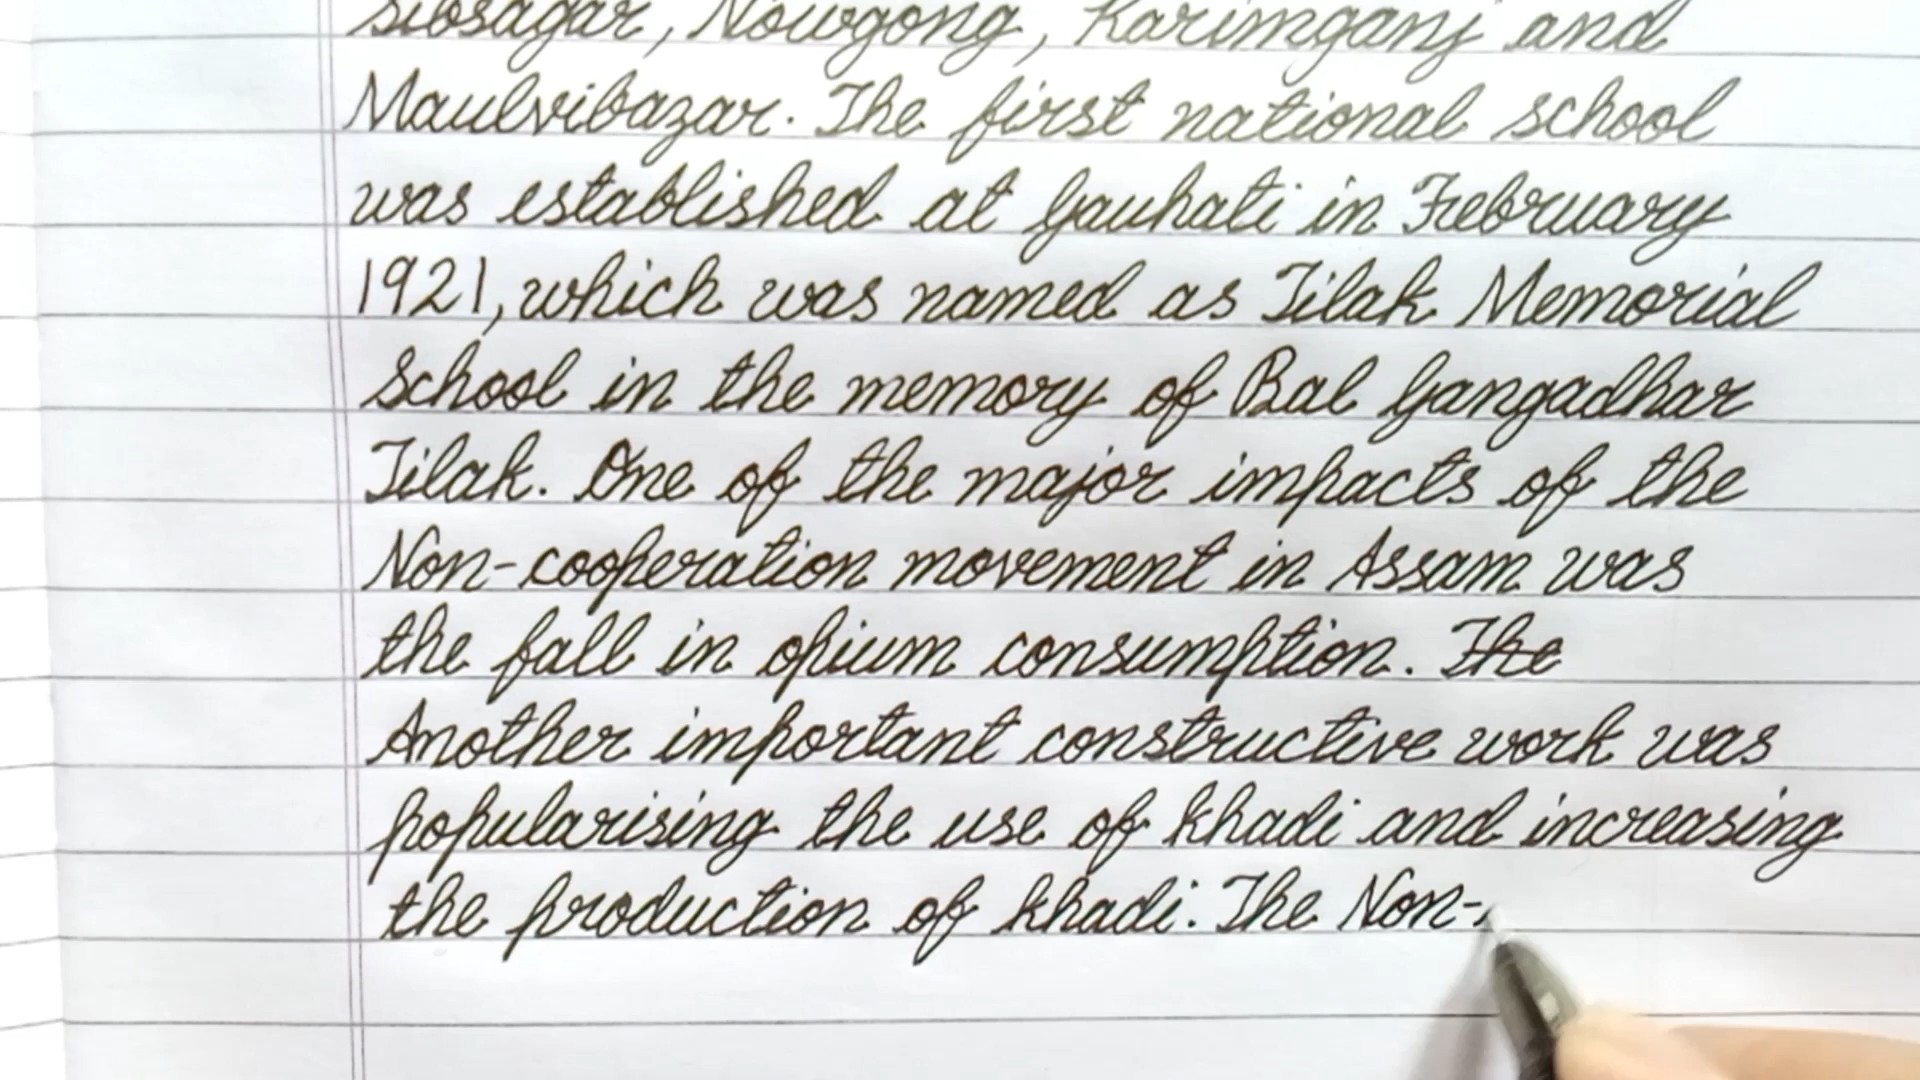 Sibsagar, Nowgong, Karimganj and
Maulvibazar. The first national school
was established at Gauhati in February
1921, which was named as Tilak Memorial
School in the memory of Bal Gangadhar
Tilak. One of the major impacts of the
Non-cooperation movement in Assam was
the fall in opium consumption. The
Another important constructive work was
popularising the use of khadi and increasing
the production of khadi. The Non-